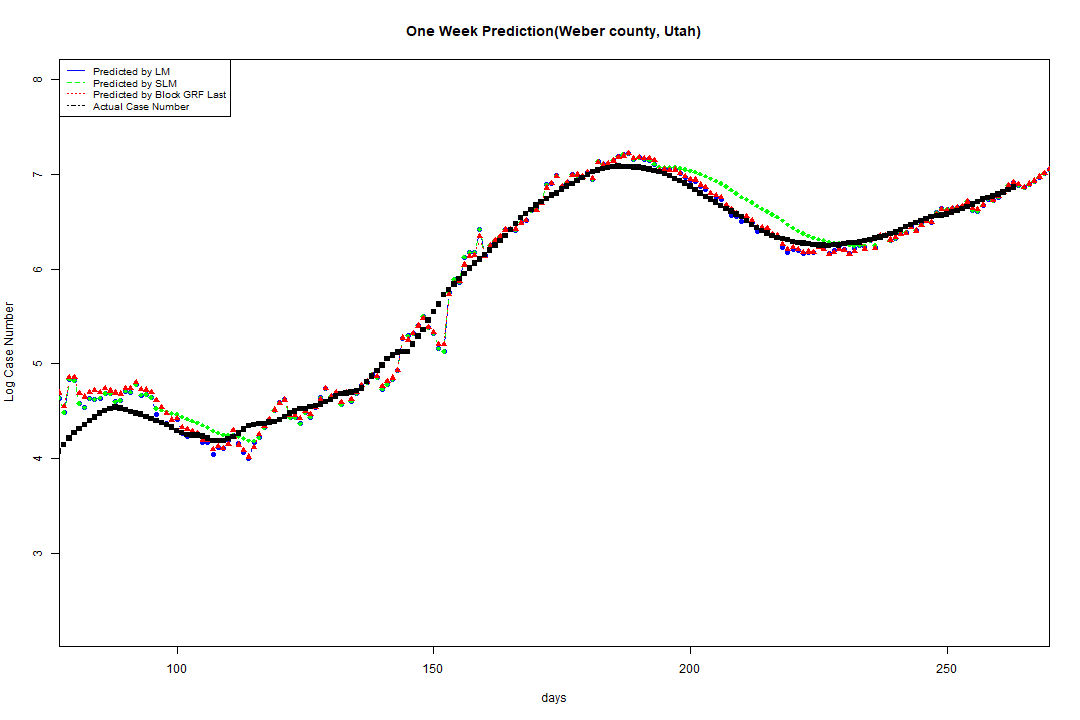 One Week Prediction(Weber county, Utah)
Predicted by LM
Predicted by SLM
Predicted by Block GRF Last
Actual Case Number
8
7
6
5
4
3
Log Case Number
100 150 200 250
days